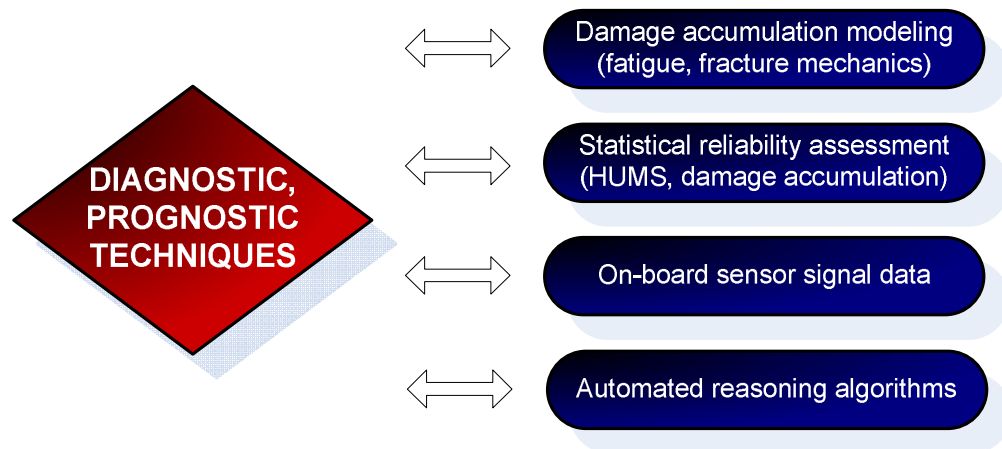 DIAGNOSTIC,
PROGNOSTIC
TECHNIQUES
Damage accumulation modeling
(fatigue, fracture mechanics)
Statistical reliability assessment
(HUMS, damage accumulation)
On-board sensor signal data
Automated reasoning algorithms